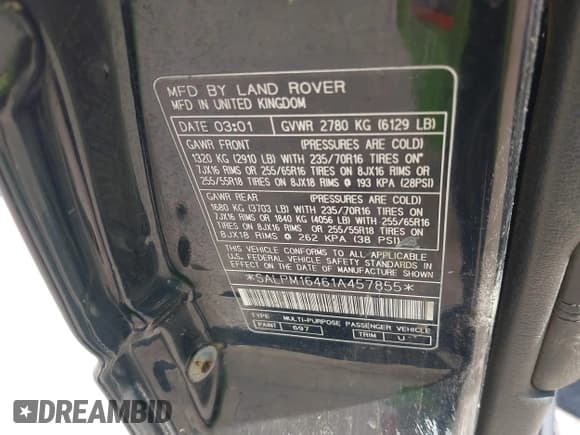 MFD BY LAND ROVER
MFD IN UNITED KINGDOM
DATE 03:01 GVWR 2780 KG (6129 LB)
GAWR FRONT (PRESSURES ARE COLD)
1320 KG (2910 LB) WITH 235/70R16 TIRES ON
7JX16 RIMS OR 255/65R16 TIRES ON 8JX16 RIMS OR
255/55R18 TIRES ON 8JX18 RIMS @ 193 KPA (28PSI)
GAWR REAR (PRESSURES ARE COLD)
1680 KG (3703 LB) WITH 235/70R16 TIRES ON
7JX16 RIMS OR 1840 KG (4056 LB) WITH 255/65R16
TIRES ON 8JX16 RIMS OR 255/55R18 TIRES ON
8JX18 RIMS @ 262 KPA (38 PSI)
THIS VEHICLE CONFORMS TO ALL APPLICABLE
U.S. FEDERAL VEHICLE SAFETY STANDARDS
IN EFFECT ON THE DATE OF MANUFACTURE SHOWN
*SALPM16461A457855*
TYPE MULTI-PURPOSE PASSENGER VEHICLE
PAINT 697 TRIM U
DREAMBID